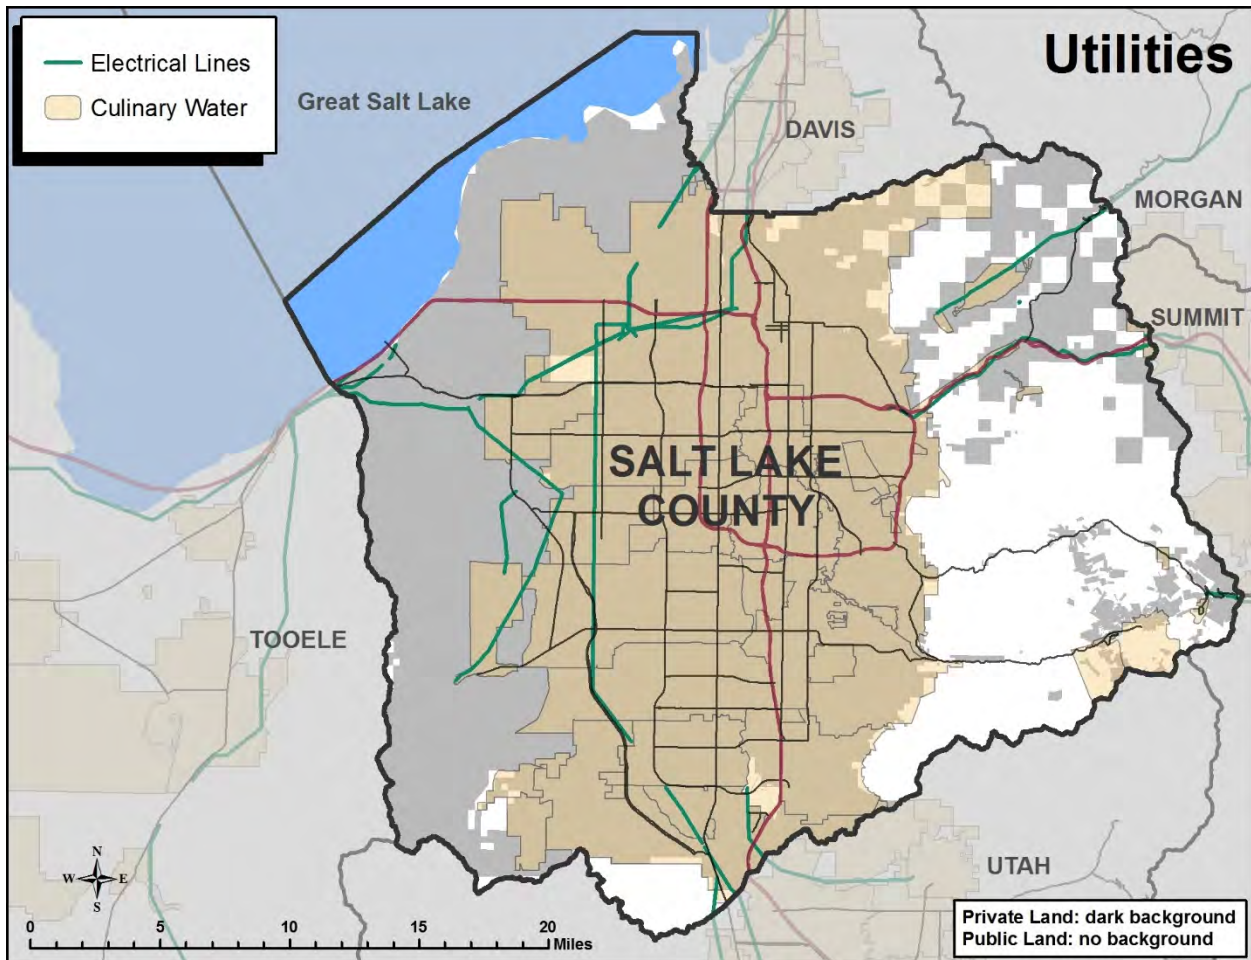 Utilities
Electrical Lines
Culinary Water
Great Salt Lake
DAVIS
MORGAN
SUMMIT
SALT LAKE
COUNTY
TOOELE
UTAH
N
W E
S
0 5 10 15 20
Miles
Private Land: dark background
Public Land: no background